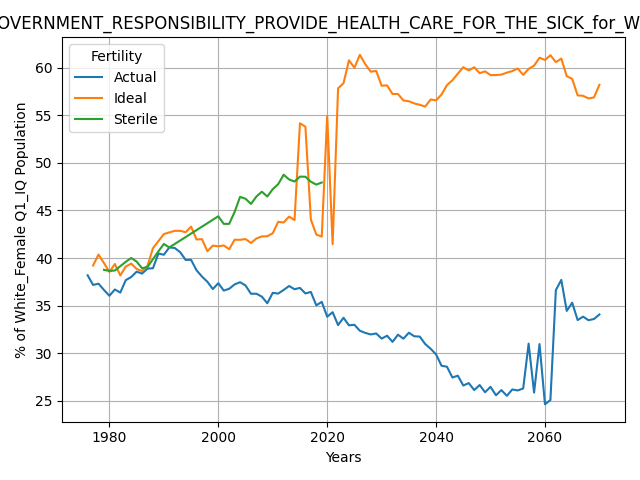 OVERNMENT_RESPONSIBILITY_PROVIDE_HEALTH_CARE_FOR_THE_SICK_for_W
Fertility
Actual
Ideal
Sterile
% of White_Female Q1_IQ Population
60
55
50
45
40
35
30
25
1980
2000
2020
2040
2060
Years